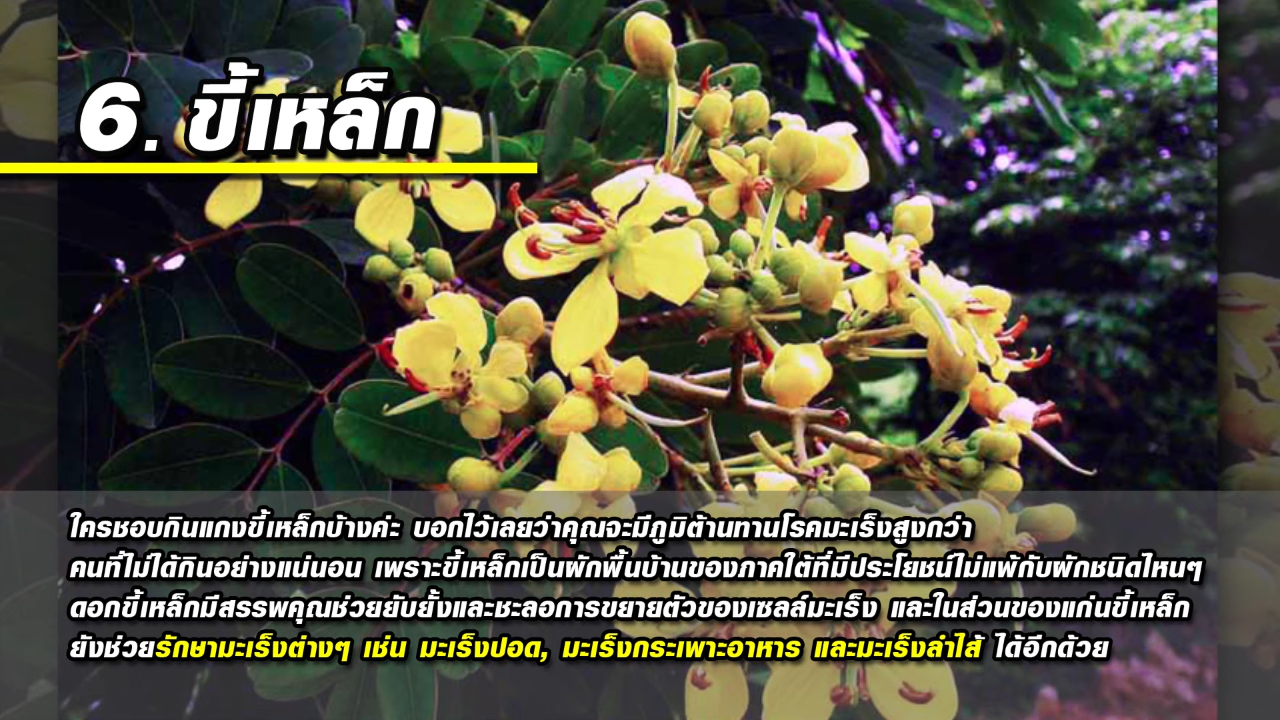 6. ขี้เหล็ก
ใครชอบกินแกงขี้เหล็กบ้างค่ะ บอกไว้เลยว่าคุณจะมีภูมิต้านทานโรคมะเร็งสูงกว่า
คนที่ไม่ได้กินอย่างแน่นอน เพราะขี้เหล็กเป็นผักพื้นบ้านของภาคใต้ที่มีประโยชน์ไม่แพ้กับผักชนิดไหนๆ
ดอกขี้เหล็กมีสรรพคุณช่วยยับยั้งและชะลอการขยายตัวของเซลล์มะเร็ง และในส่วนของแก่นขี้เหล็ก
ยังช่วยรักษามะเร็งต่างๆ เช่น มะเร็งปอด, มะเร็งกระเพาะอาหาร และมะเร็งลำไส้ ได้อีกด้วย